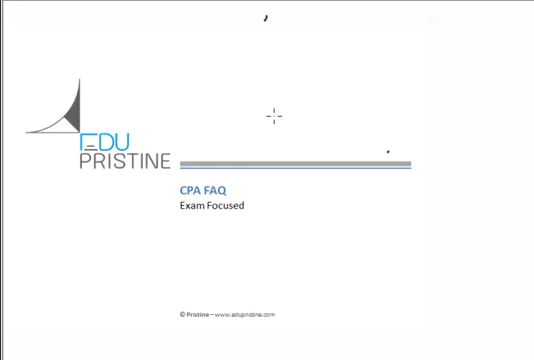 EDU
PRISTINE
CPA FAQ
Exam Focused
© Pristine – www.edupristine.com